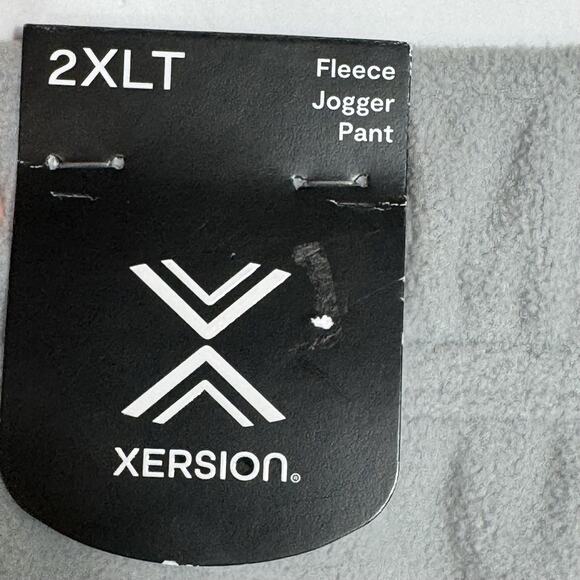 2XLT
Fleece
Jogger
Pant
XERSION®